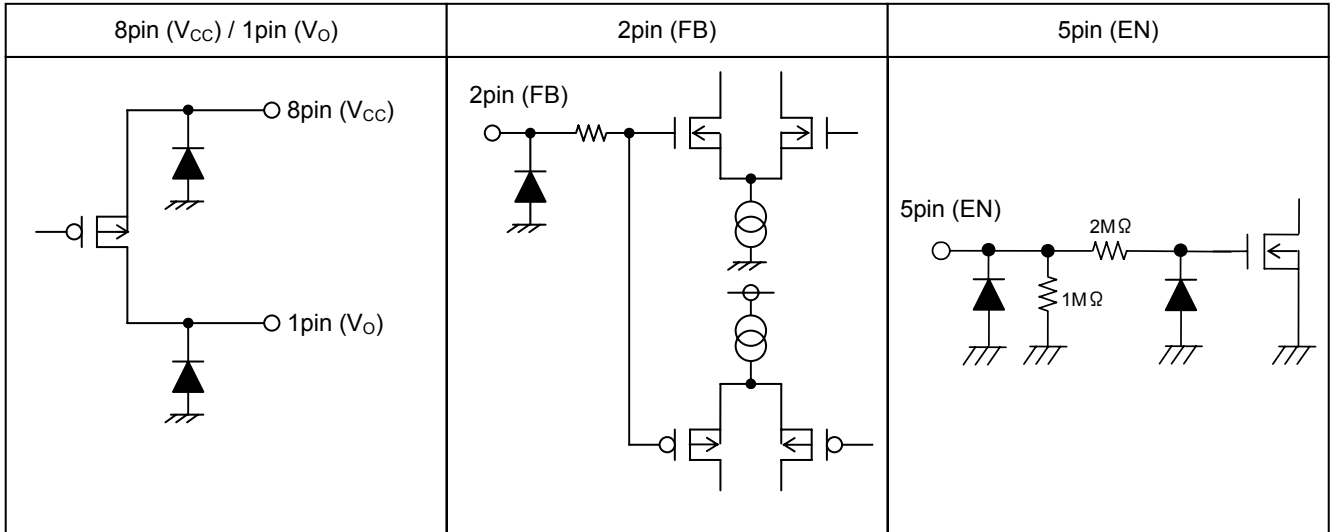 8pin (VCC) / 1pin (VO)
2pin (FB)
5pin (EN)
8pin (VCC)
1pin (VO)
2pin (FB)
5pin (EN)
2MΩ
1MΩ